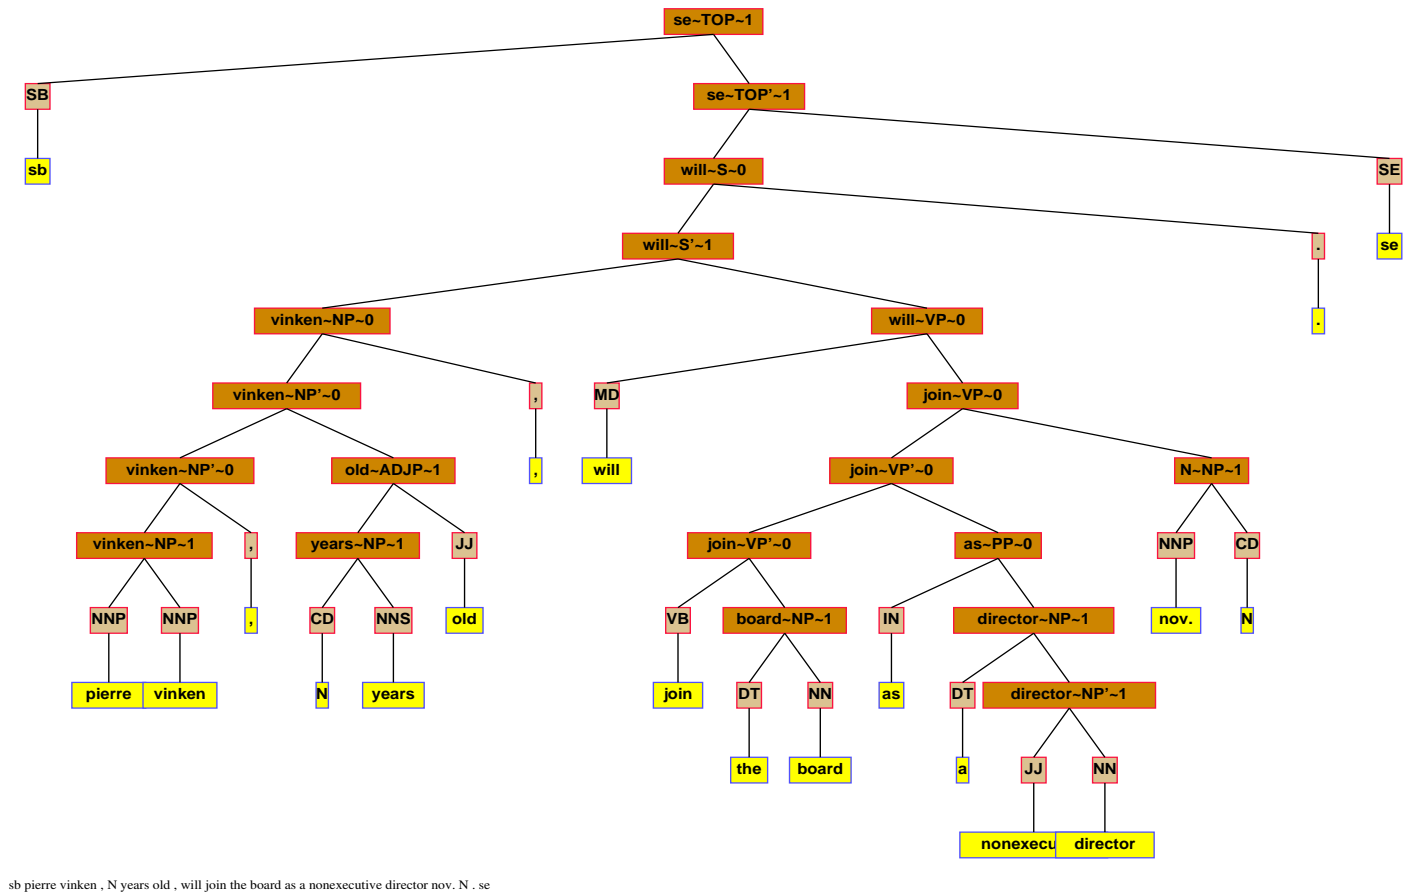 se~TOP~1
SB se~TOP’~1
sb will~S~0 SE
will~S’~1 . se
vinken~NP~0 will~VP~0 .
vinken~NP’~0 , MD join~VP~0
vinken~NP’~0 old~ADJP~1 , will join~VP’~0 N~NP~1
vinken~NP~1 , years~NP~1 JJ join~VP’~0 as~PP~0 NNP CD
NNP NNP , CD NNS old VB board~NP~1 IN director~NP~1 nov. N
pierre vinken N years join DT NN as DT director~NP’~1
the board a JJ NN
nonexecu director
sb pierre vinken , N years old , will join the board as a nonexecutive director nov. N . se